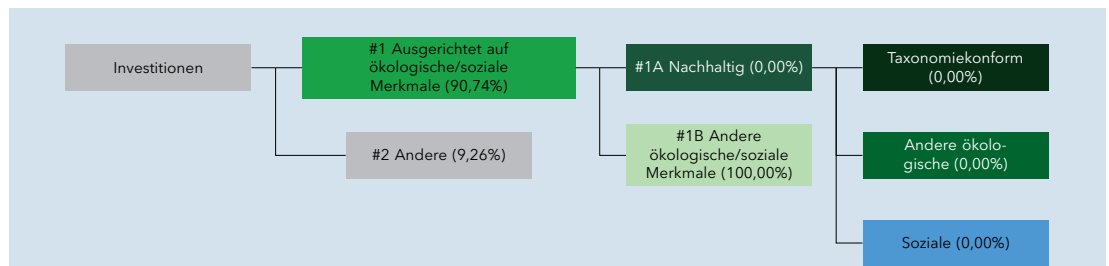 Investitionen
#1 Ausgerichtet auf
ökologische/soziale
Merkmale (90,74%)
#2 Andere (9,26%)
#1A Nachhaltig (0,00%)
#1B Andere
ökologische/soziale
Merkmale (100,00%)
Taxonomiekonform
(0,00%)
Andere ökolo-
gische (0,00%)
Soziale (0,00%)